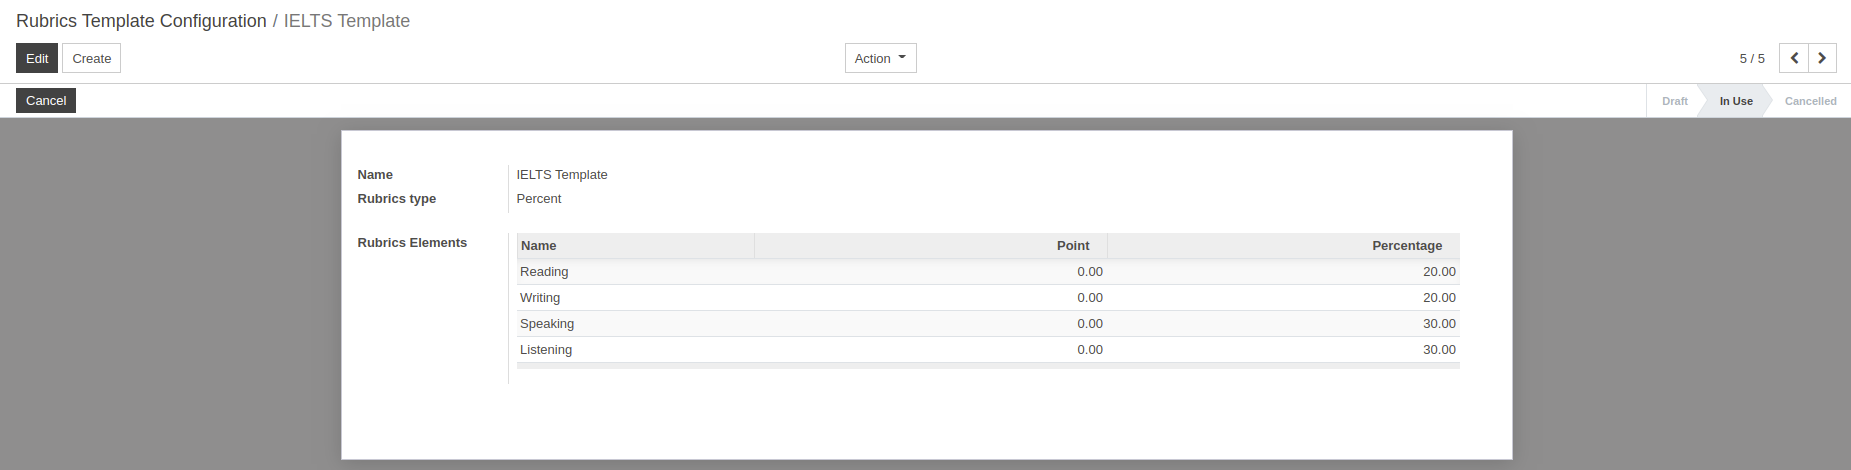 Rubrics Template Configuration / IELTS Template
Edit Create Action 5 / 5
Cancel Draft In Use Cancelled
Name IELTS Template
Rubrics type Percent
Rubrics Elements
Name Point Percentage
Reading 0.00 20.00
Writing 0.00 20.00
Speaking 0.00 30.00
Listening 0.00 30.00